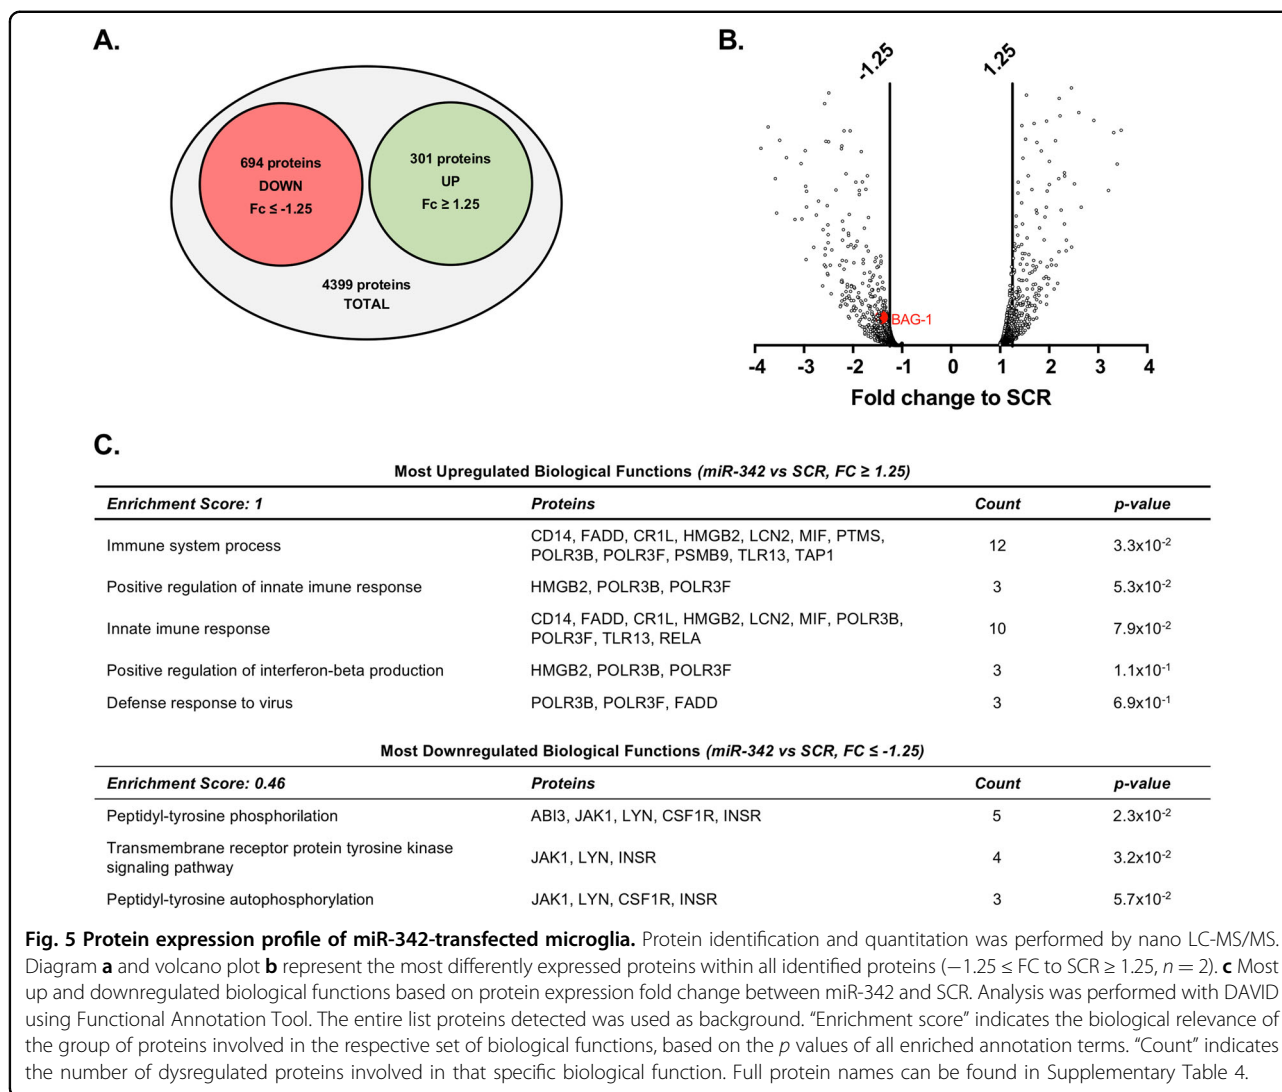 A.
694 proteins
DOWN
Fc ≤ -1.25
301 proteins
UP
Fc ≥ 1.25
4399 proteins
TOTAL
B.
-1.25
1.25
BAG-1
-4 -3 -2 -1 0 1 2 3 4
Fold change to SCR
C.
Most Upregulated Biological Functions (miR-342 vs SCR, FC ≥ 1.25)
Enrichment Score: 1 Proteins Count p-value
Immune system process CD14, FADD, CR1L, HMGB2, LCN2, MIF, PTMS, 12 3.3x10-2
POLR3B, POLR3F, PSMB9, TLR13, TAP1
Positive regulation of innate imune response HMGB2, POLR3B, POLR3F 3 5.3x10-2
Innate imune response CD14, FADD, CR1L, HMGB2, LCN2, MIF, POLR3B, 10 7.9x10-2
POLR3F, TLR13, RELA
Positive regulation of interferon-beta production HMGB2, POLR3B, POLR3F 3 1.1x10-1
Defense response to virus POLR3B, POLR3F, FADD 3 6.9x10-1
Most Downregulated Biological Functions (miR-342 vs SCR, FC ≤ -1.25)
Enrichment Score: 0.46 Proteins Count p-value
Peptidyl-tyrosine phosphorilation ABI3, JAK1, LYN, CSF1R, INSR 5 2.3x10-2
Transmembrane receptor protein tyrosine kinase
signaling pathway JAK1, LYN, INSR 4 3.2x10-2
Peptidyl-tyrosine autophosphorylation JAK1, LYN, CSF1R, INSR 3 5.7x10-2
Fig. 5 Protein expression profile of miR-342-transfected microglia. Protein identification and quantitation was performed by nano LC-MS/MS.
Diagram a and volcano plot b represent the most differently expressed proteins within all identified proteins (−1.25 ≤ FC to SCR ≥ 1.25, n = 2). c Most
up and downregulated biological functions based on protein expression fold change between miR-342 and SCR. Analysis was performed with DAVID
using Functional Annotation Tool. The entire list proteins detected was used as background. “Enrichment score” indicates the biological relevance of
the group of proteins involved in the respective set of biological functions, based on the p values of all enriched annotation terms. “Count” indicates
the number of dysregulated proteins involved in that specific biological function. Full protein names can be found in Supplementary Table 4.